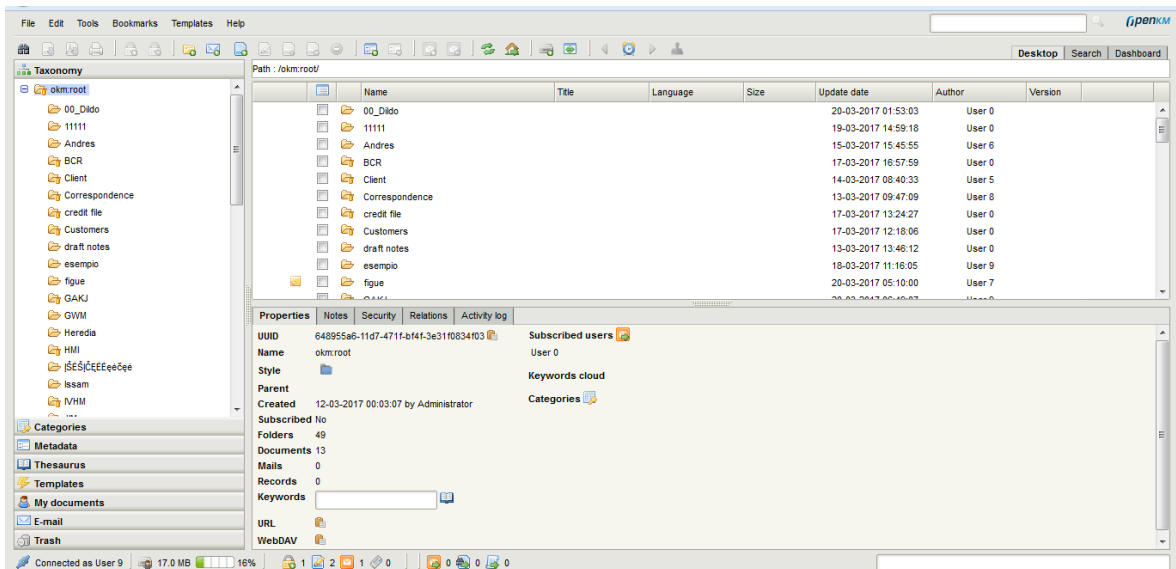 File Edit Tools Bookmarks Templates Help
OPENKM
Desktop Search Dashboard
Taxonomy
Path : /okm:root/
okm:root
00_Dildo
11111
Andres
BCR
Client
Correspondence
credit file
Customers
draft notes
esempio
figue
GAKJ
GWM
Heredia
HMI
Issam
IVHM
Categories
Metadata
Thesaurus
Templates
My documents
E-mail
Trash
Name Title Language Size Update date Author Version
00_Dildo 20-03-2017 01:53:03 User 0
11111 19-03-2017 14:59:18 User 0
Andres 15-03-2017 15:45:55 User 6
BCR 17-03-2017 16:57:59 User 0
Client 14-03-2017 08:40:33 User 5
Correspondence 13-03-2017 09:47:09 User 8
credit file 17-03-2017 13:24:27 User 0
Customers 17-03-2017 12:18:06 User 0
draft notes 13-03-2017 13:46:12 User 0
esempio 18-03-2017 11:16:05 User 9
figue 20-03-2017 05:10:00 User 7
Properties Notes Security Relations Activity log
UUID 648955a6-11d7-471f-bf4f-3e31f0834f03
Name okm:root
Style
Parent
Created 12-03-2017 00:03:07 by Administrator
Subscribed No
Folders 49
Documents 13
Mails 0
Records 0
Keywords
URL
WebDAV
Subscribed users
User 0
Keywords cloud
Categories
Connected as User 9 17.0 MB 16% 1 2 1 0 0 0 0